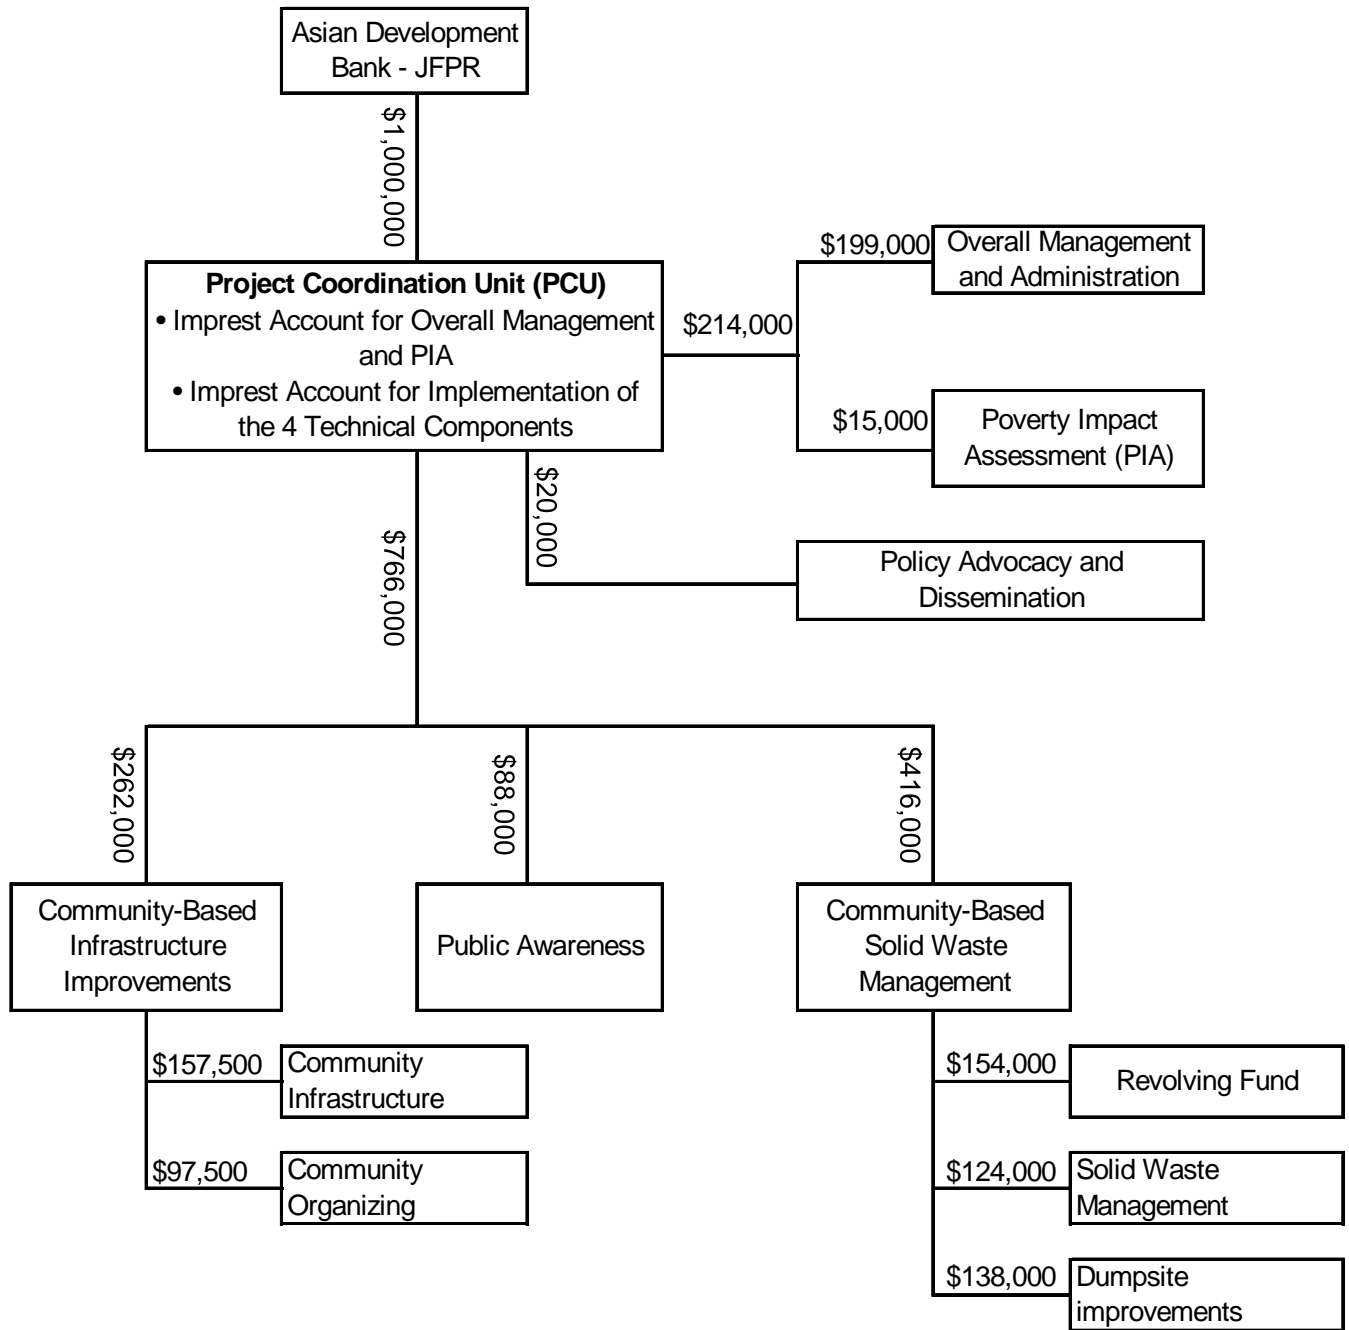 Asian Development
Bank - JFPR
$1,000,000
Project Coordination Unit (PCU)
• Imprest Account for Overall Management
and PIA
• Imprest Account for Implementation of
the 4 Technical Components
$214,000
$199,000
Overall Management
and Administration
$15,000
Poverty Impact
Assessment (PIA)
$20,000
Policy Advocacy and
Dissemination
$766,000
$262,000
$88,000
$416,000
Community-Based
Infrastructure
Improvements
Public Awareness
Community-Based
Solid Waste
Management
$157,500
Community
Infrastructure
$97,500
Community
Organizing
$154,000
Revolving Fund
$124,000
Solid Waste
Management
$138,000
Dumpsite
improvements